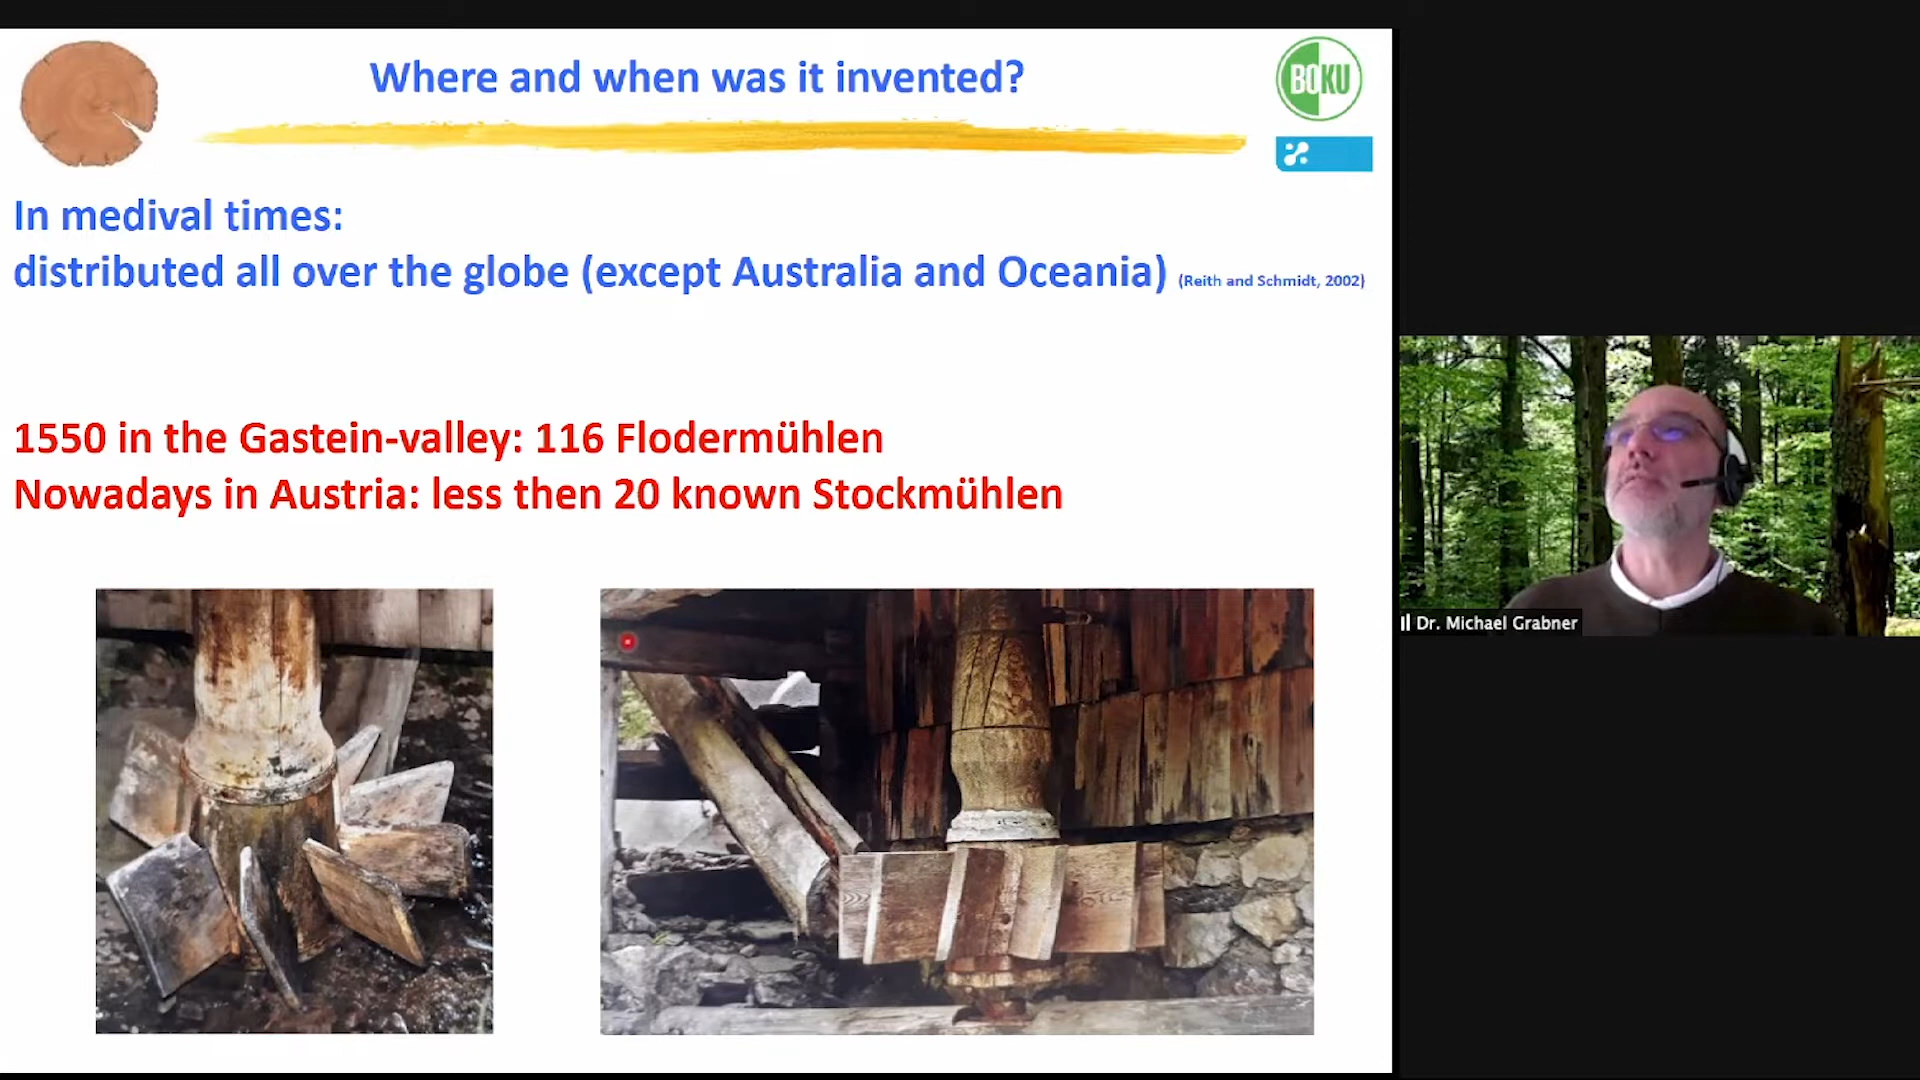 Where and when was it invented?
BOKU
In medival times:
distributed all over the globe (except Australia and Oceania) (Reith and Schmidt, 2002)
1550 in the Gastein-valley: 116 Flodermühlen
Nowadays in Austria: less then 20 known Stockmühlen
Dr. Michael Grabner